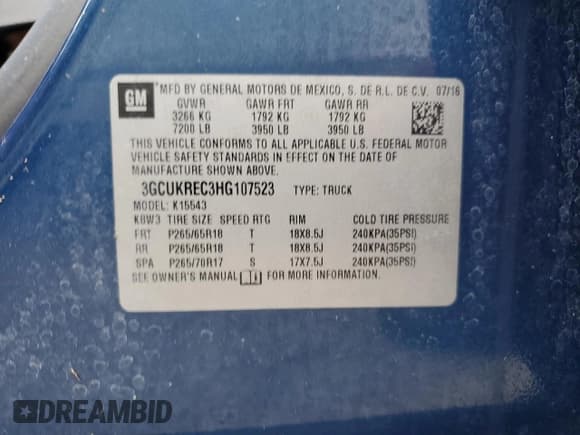 GM
MFD BY GENERAL MOTORS DE MEXICO, S. DE R.L. DE C.V. 07/16
GVWR GAWR FRT GAWR RR
3266 KG 1792 KG 1792 KG
7200 LB 3950 LB 3950 LB
THIS VEHICLE CONFORMS TO ALL APPLICABLE U.S. FEDERAL MOTOR
VEHICLE SAFETY STANDARDS IN EFFECT ON THE DATE OF
MANUFACTURE SHOWN ABOVE.
3GCUKREC3HG107523 TYPE: TRUCK
MODEL: K15543
KBW3 TIRE SIZE SPEED RTG RIM COLD TIRE PRESSURE
FRT P265/65R18 T 18X8.5J 240KPA(35PSI)
RR P265/65R18 T 18X8.5J 240KPA(35PSI)
SPA P265/70R17 S 17X7.5J 240KPA(35PSI)
SEE OWNER'S MANUAL FOR MORE INFORMATION.
DREAMBID